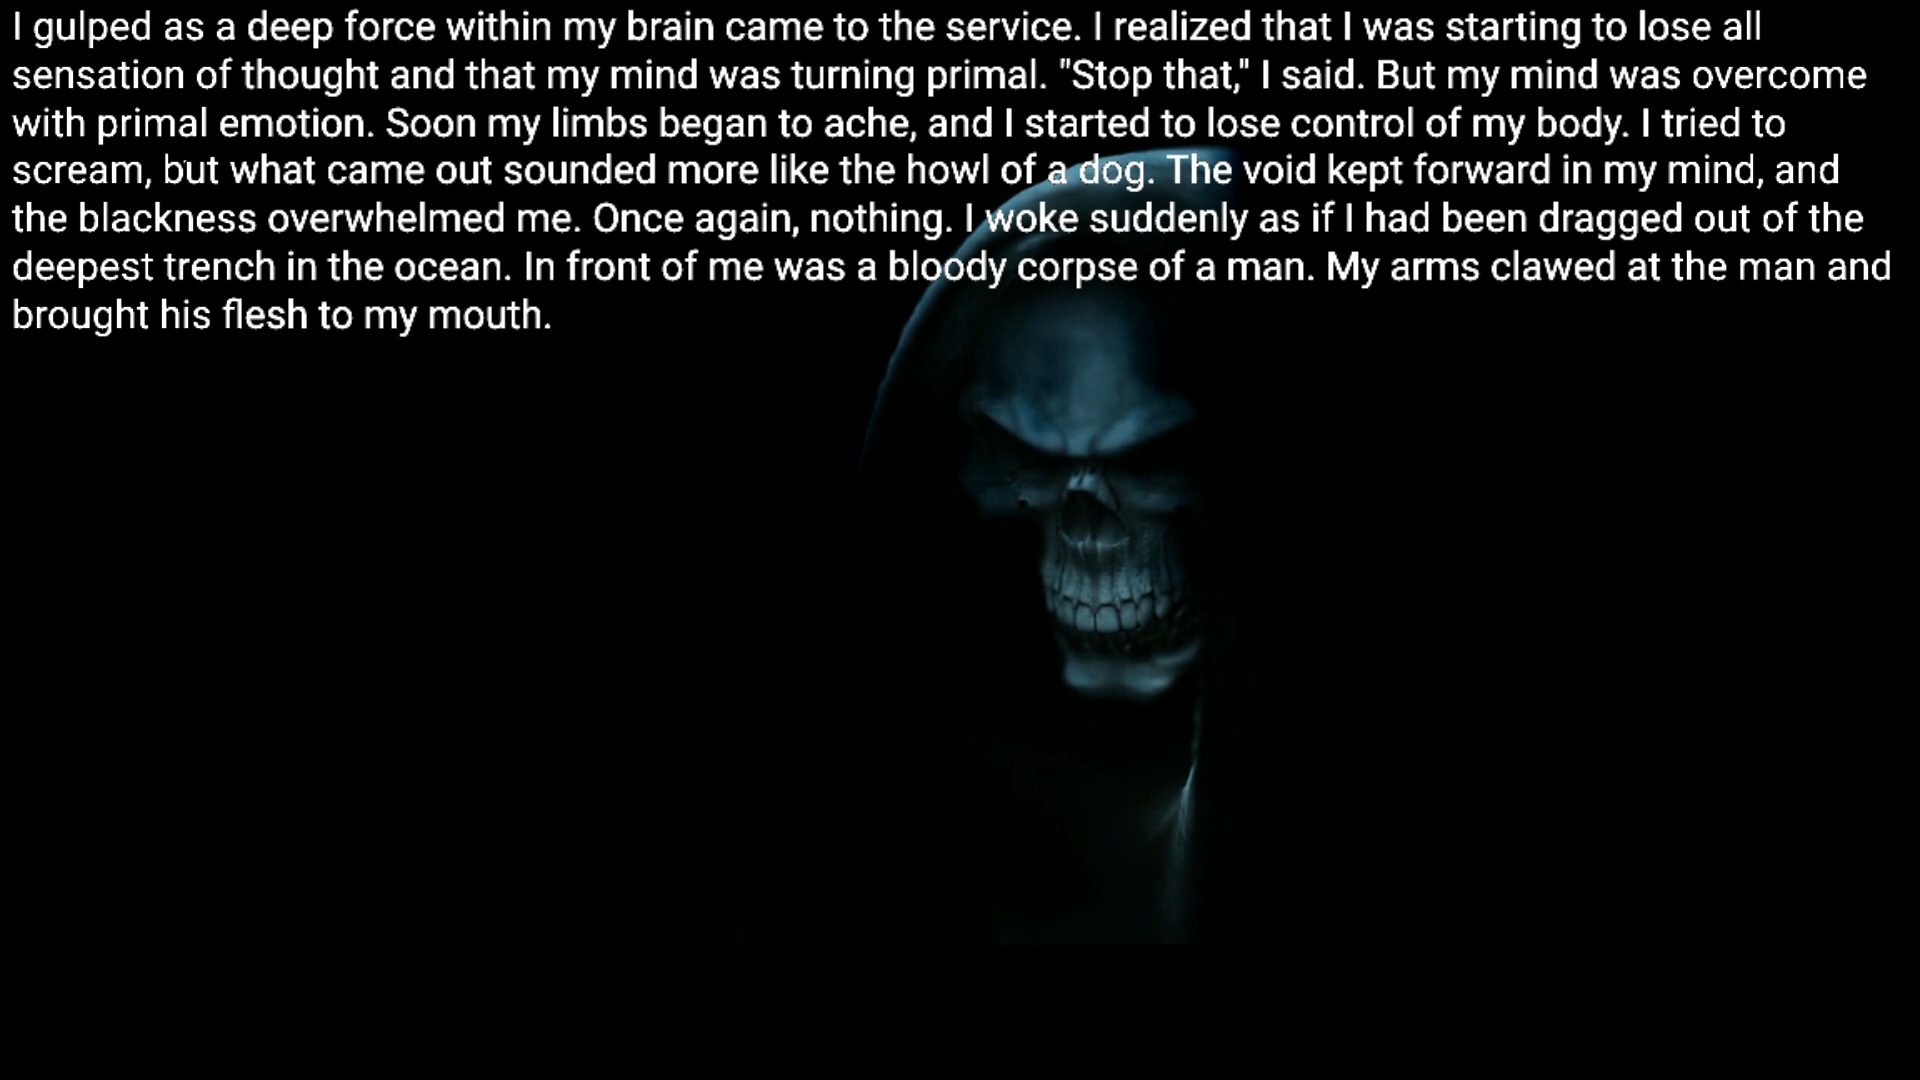 I gulped as a deep force within my brain came to the service. I realized that I was starting to lose all
sensation of thought and that my mind was turning primal. "Stop that," I said. But my mind was overcome
with primal emotion. Soon my limbs began to ache, and I started to lose control of my body. I tried to
scream, but what came out sounded more like the howl of a dog. The void kept forward in my mind, and
the blackness overwhelmed me. Once again, nothing. I woke suddenly as if I had been dragged out of the
deepest trench in the ocean. In front of me was a bloody corpse of a man. My arms clawed at the man and
brought his flesh to my mouth.